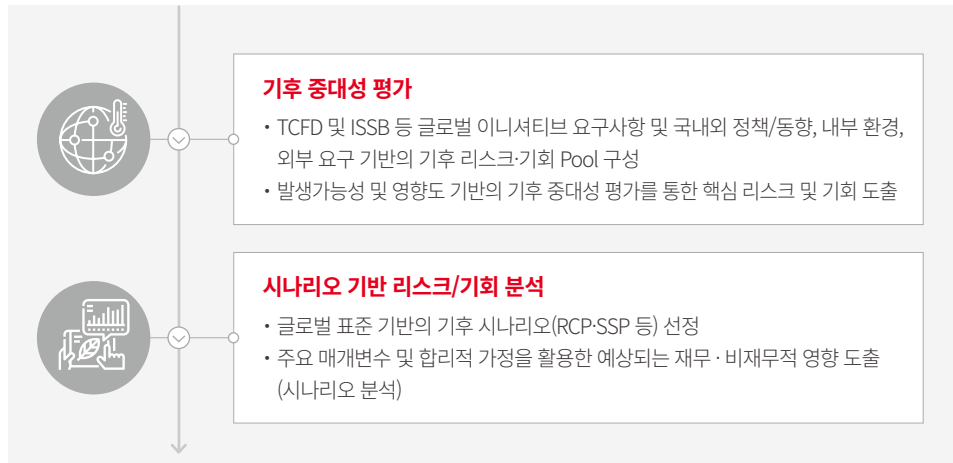 기후 중대성 평가
• TCFD 및 ISSB 등 글로벌 이니셔티브 요구사항 및 국내외 정책/동향, 내부 환경,
외부 요구 기반의 기후 리스크·기회 Pool 구성
• 발생가능성 및 영향도 기반의 기후 중대성 평가를 통한 핵심 리스크 및 기회 도출
시나리오 기반 리스크/기회 분석
• 글로벌 표준 기반의 기후 시나리오(RCP·SSP 등) 선정
• 주요 매개변수 및 합리적 가정을 활용한 예상되는 재무 · 비재무적 영향 도출
(시나리오 분석)